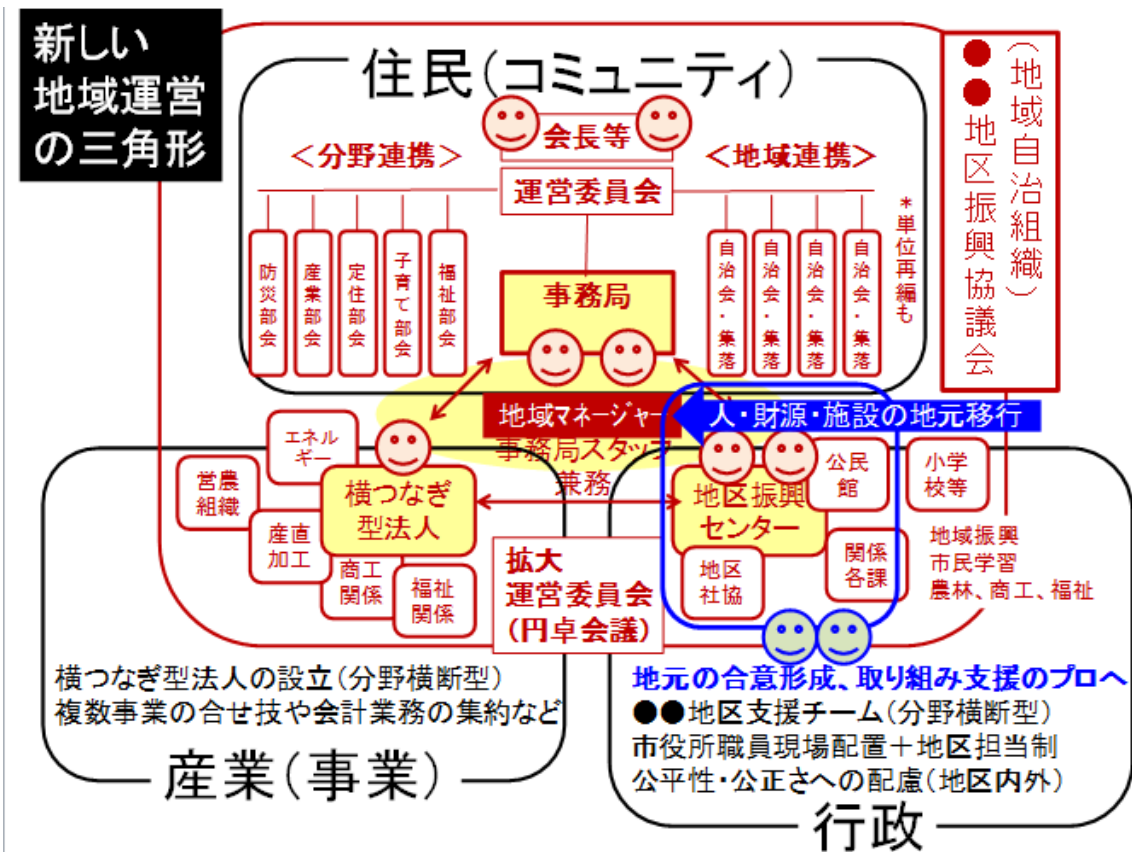 新しい
地域運営
の三角形
住民(コミュニティ)
(地域自治組織)
●●地区振興協議会
会長等
<分野連携>
<地域連携>
運営委員会
防災部会
産業部会
定住部会
子育て部会
福祉部会
自治会・集落
自治会・集落
自治会・集落
自治会・集落
*単位再編も
事務局
地域マネージャー
人・財源・施設の地元移行
事務局スタッフ
兼務
エネル
ギー
営農
組織
産直
加工
商工
関係
福祉
関係
横つなぎ
型法人
地区振興
センター
公民
館
小学
校等
地区
社協
関係
各課
地域振興
市民学習
農林、商工、福祉
拡大
運営委員会
(円卓会議)
横つなぎ型法人の設立(分野横断型)
複数事業の合せ技や会計業務の集約など
産業(事業)
地元の合意形成、取り組み支援のプロへ
●●地区支援チーム(分野横断型)
市役所職員現場配置+地区担当制
公平性・公正さへの配慮(地区内外)
行政